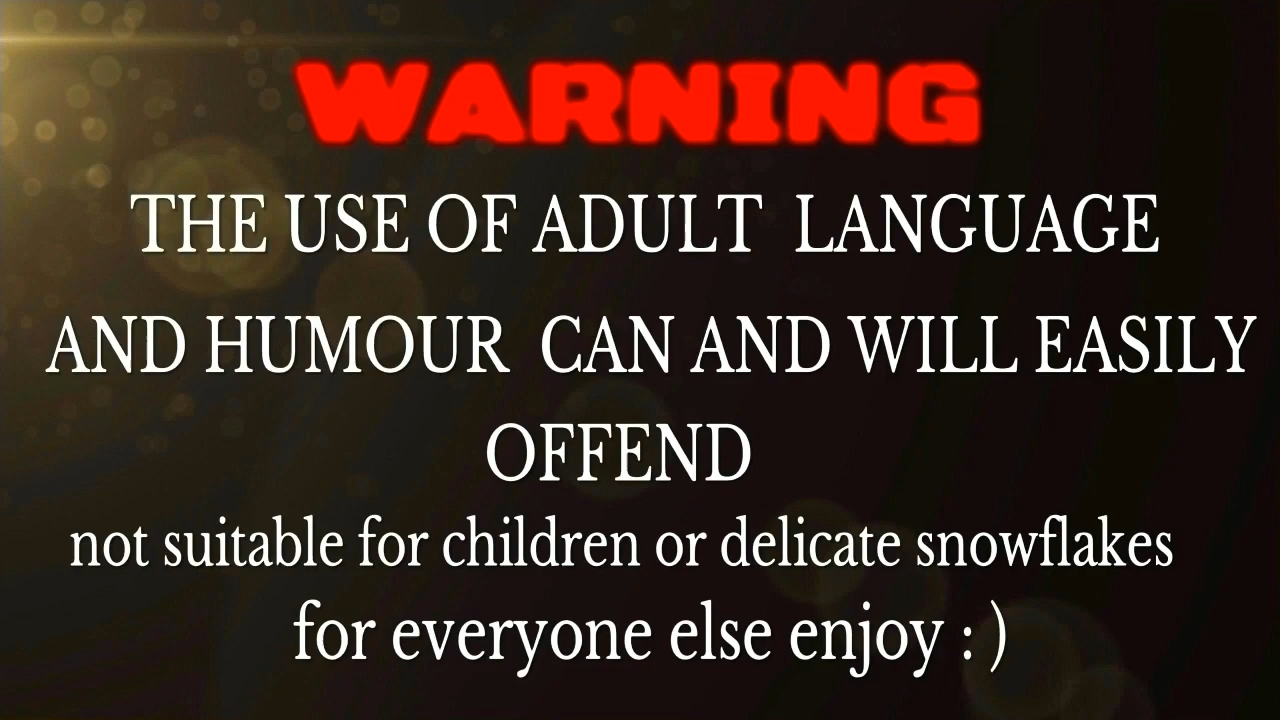 WARNING
THE USE OF ADULT LANGUAGE
AND HUMOUR CAN AND WILL EASILY
OFFEND
not suitable for children or delicate snowflakes
for everyone else enjoy : )